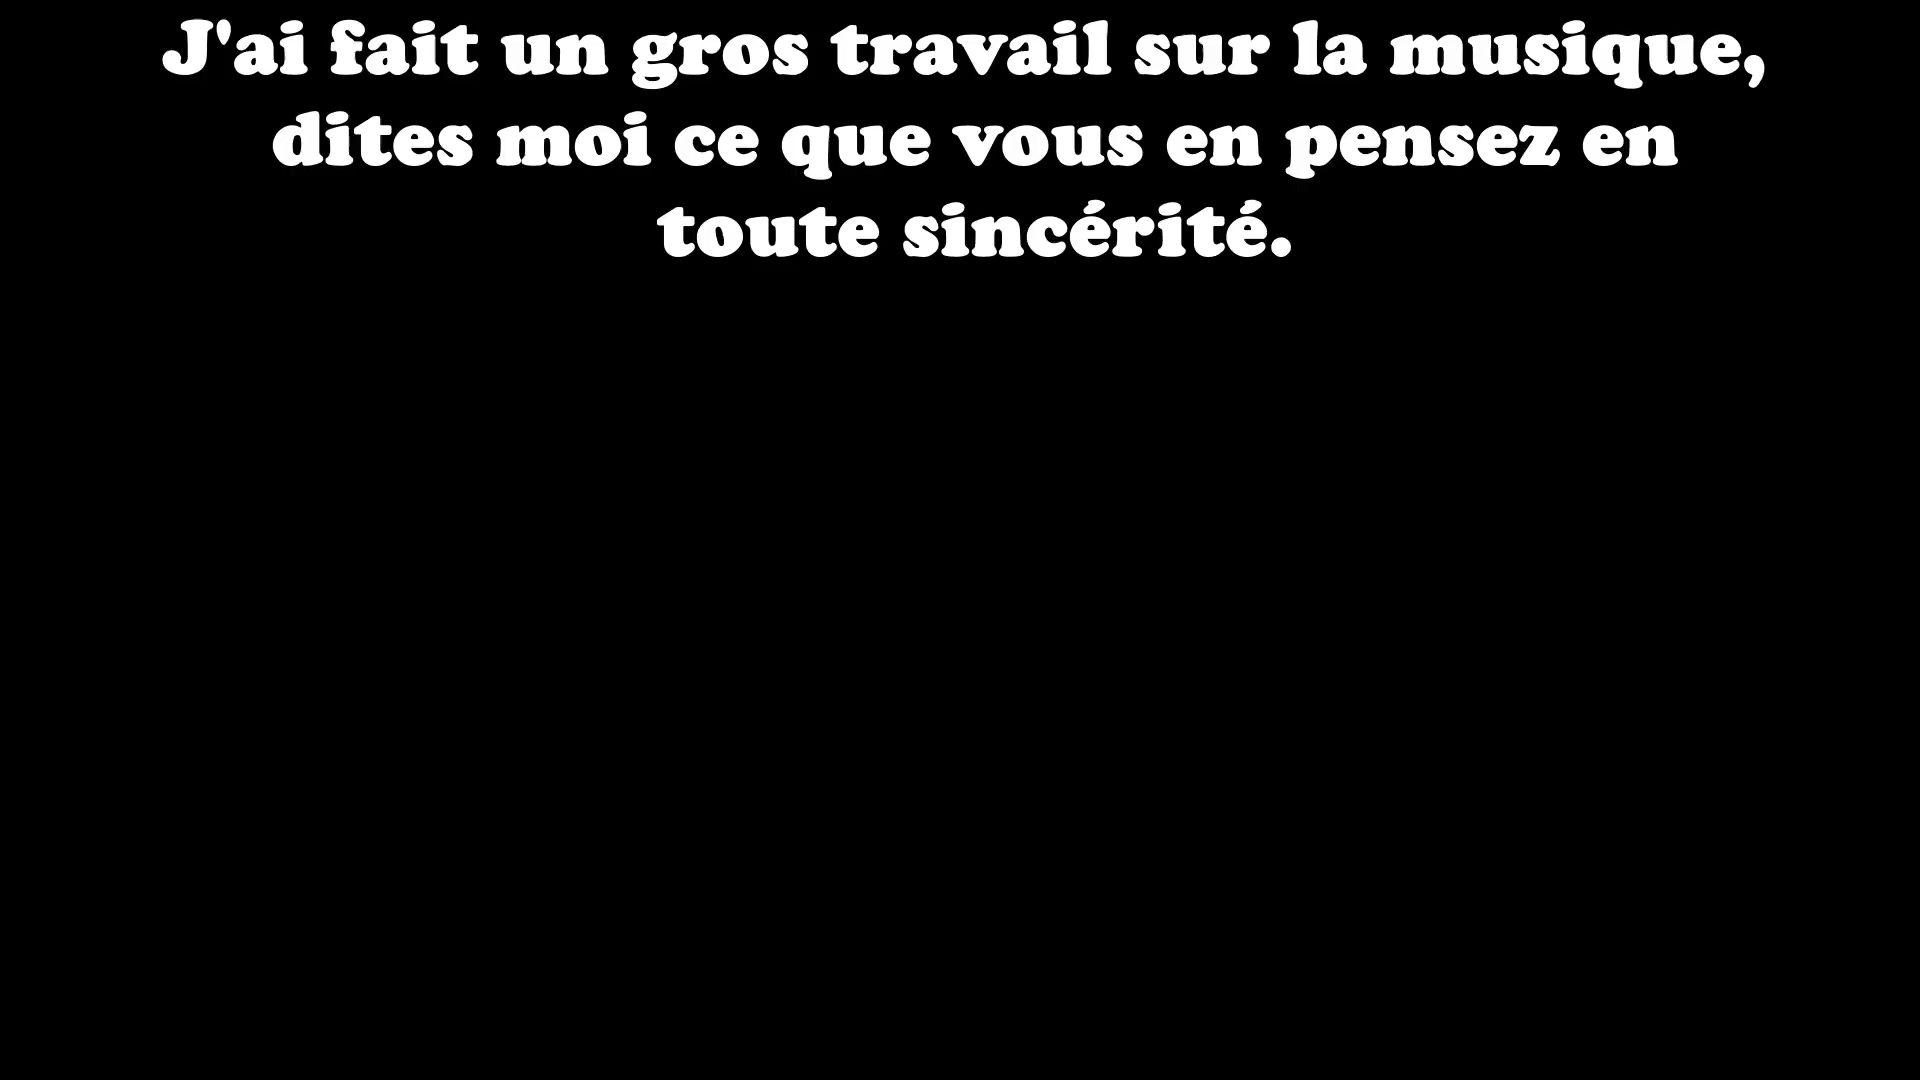 J'ai fait un gros travail sur la musique,
dites moi ce que vous en pensez en
toute sincérité.